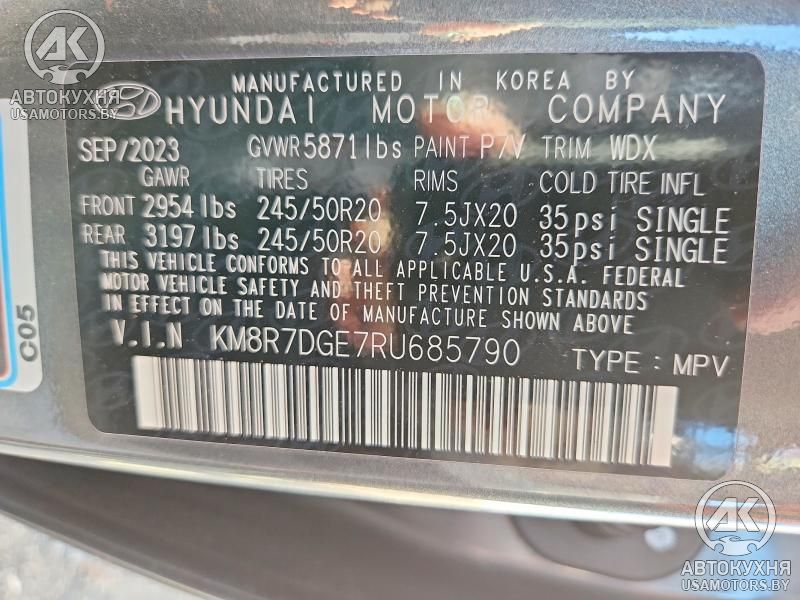 AK
АВТОКУХНЯ
USAMOTORS.BY
MANUFACTURED IN KOREA BY
HYUNDAI MOTOR COMPANY
SEP/2023 GVWR5871lbs PAINT P7V TRIM WDX
GAWR TIRES RIMS COLD TIRE INFL
FRONT 2954lbs 245/50R20 7.5JX20 35psi SINGLE
REAR 3197lbs 245/50R20 7.5JX20 35psi SINGLE
THIS VEHICLE CONFORMS TO ALL APPLICABLE U.S.A. FEDERAL
MOTOR VEHICLE SAFETY AND THEFT PREVENTION STANDARDS
IN EFFECT ON THE DATE OF MANUFACTURE SHOWN ABOVE
V.I.N KM8R7DGE7RU685790 TYPE : MPV
C05
AK
АВТОКУХНЯ
USAMOTORS.BY